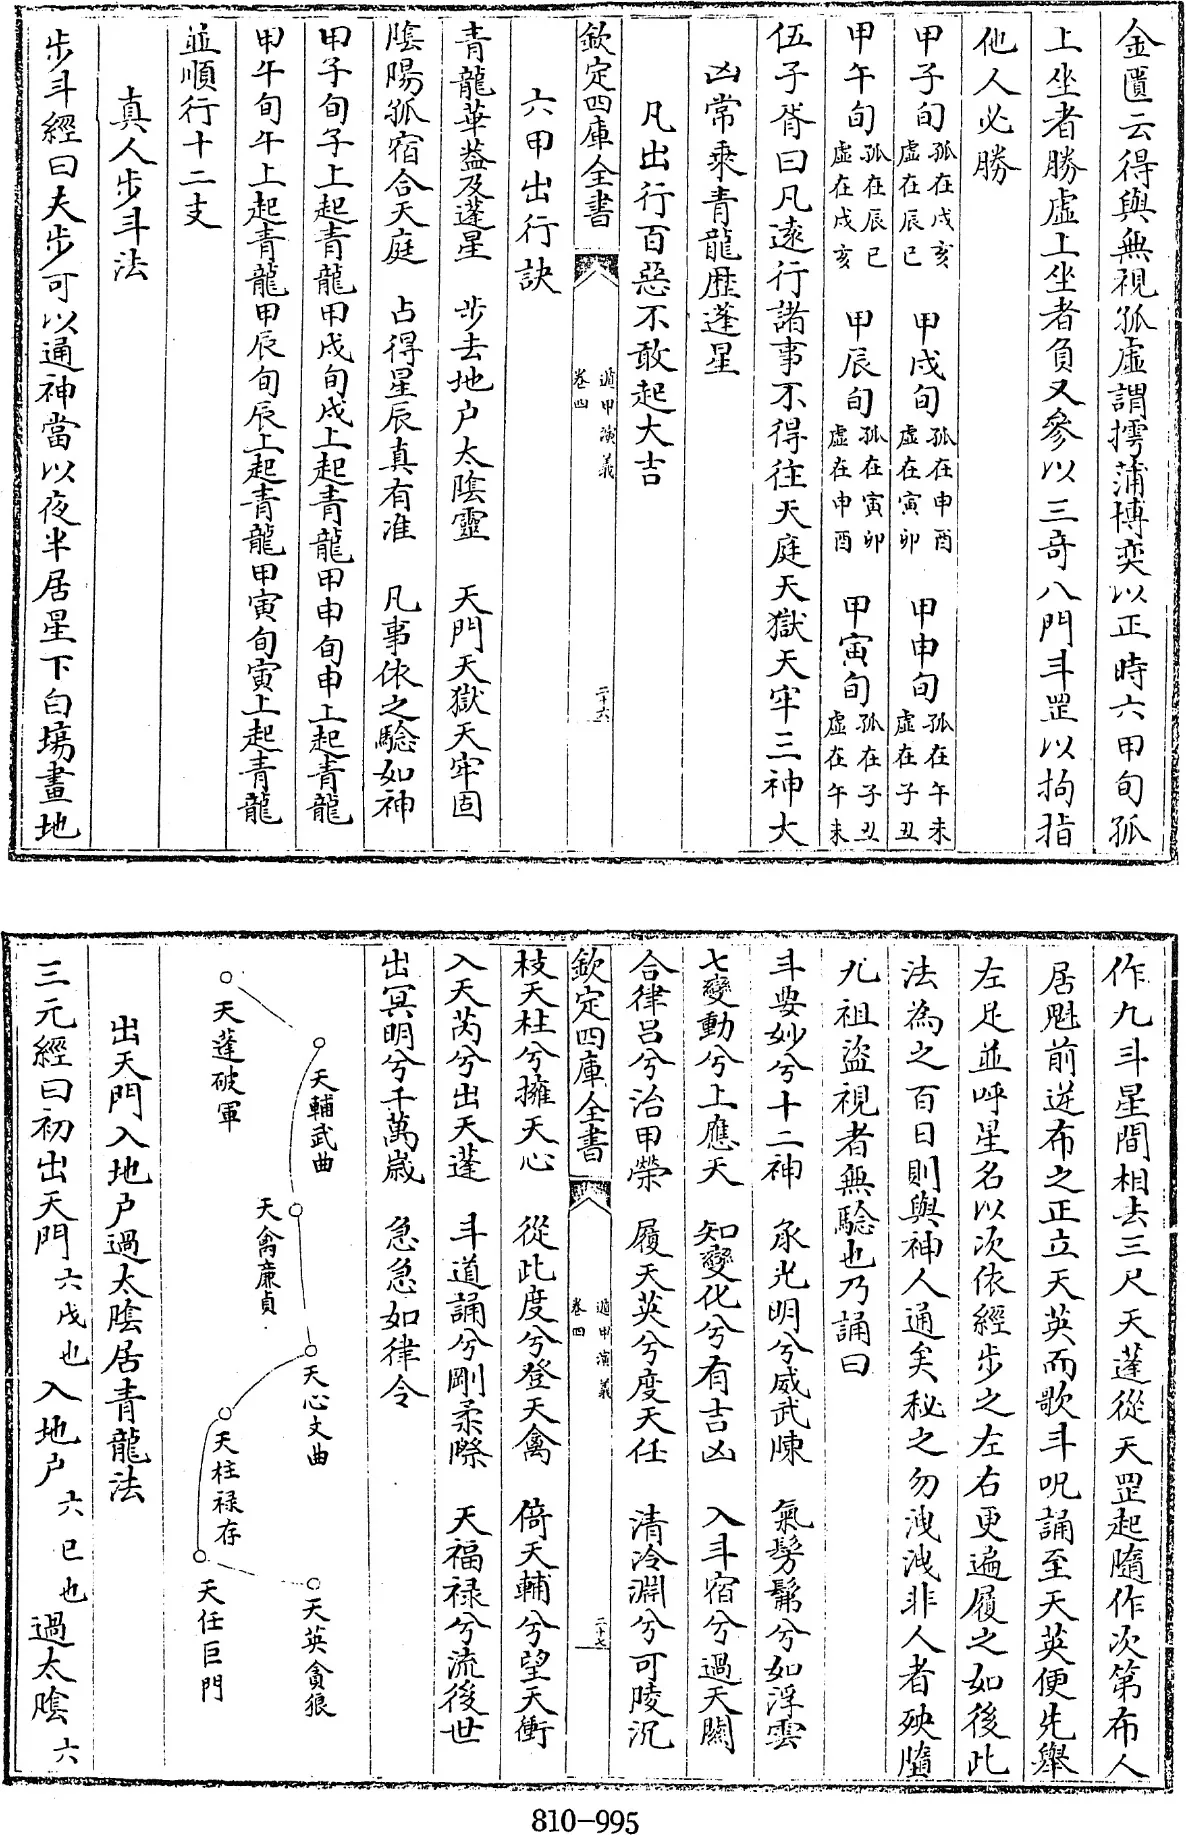 金匱云得與無視孤虛謂摴蒲博奕以正時六甲旬孤
上坐者勝虛上坐者負又參以三奇八門斗罡以拘指
他人必勝
甲子旬孤在戌亥虛在辰巳 甲戌旬孤在申酉虛在寅卯 甲申旬孤在午未虛在子丑
甲午旬孤在辰巳虛在戌亥 甲辰旬孤在寅卯虛在申酉 甲寅旬孤在子丑虛在午未
伍子胥曰凡遠行諸事不得往天庭天獄天牢三神大
凶常乘青龍歷蓬星
凡出行百惡不敢起大吉
欽定四庫全書 遁甲演義 卷四 二十六
六甲出行訣
青龍華葢及蓬星 步去地户太陰靈 天門天獄天牢固
陰陽孤宿合天庭 占得星辰真有准 凡事依之驗如神
甲子旬子上起青龍甲戌旬戌上起青龍甲申旬申上起青龍
甲午旬午上起青龍甲辰旬辰上起青龍甲寅旬寅上起青龍
並順行十二支
真人步斗法
步斗經曰夫步可以通神當以夜半居星下白塲畫地
作九斗星間相去三尺天蓬從天罡起隨作次第布人
居魁前逆布之正立天英而歌斗呪誦至天英便先舉
左足並呼星名以次依經步之左右更遍履之如後此
法為之百日則與神人通矣秘之勿洩洩非人者殃隨
九祖盜視者無驗也乃誦曰
斗要妙兮十二神 承光明兮威武陳 氣髣髴兮如浮雲
七變動兮上應天 知變化兮有吉凶 入斗宿兮過天關
合律吕兮治甲榮 履天英兮度天任 清冷淵兮可陵沉
欽定四庫全書 遁甲演義 卷四 二十七
枝天柱兮擁天心 從此度兮登天禽 倚天輔兮望天衝
入天芮兮出天蓬 斗道誦兮剛柔際 天福禄兮流後世
出冥明兮千萬歲 急急如律令
天輔武曲
天蓬破軍
天禽廉貞
天心文曲
天柱禄存
天英貪狼
天任巨門
出天門入地户過太陰居青龍法
三元經曰初出天門六戊也入地户六巳也過太陰六
810-995